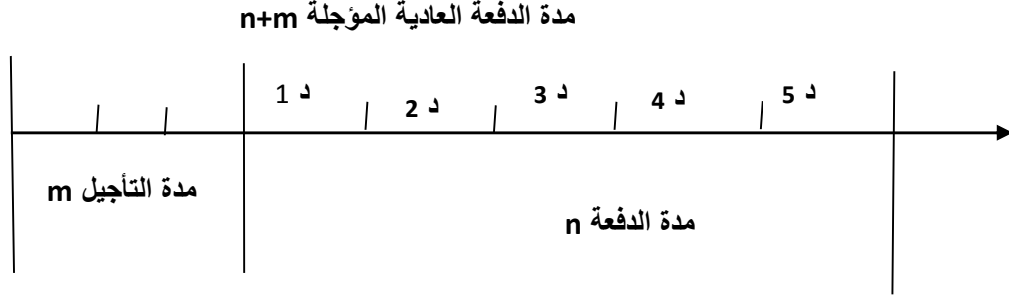 مدة الدفعة العادية المؤجلة n+m
د 1
د 2
د 3
د 4
د 5
مدة التأجيل m
مدة الدفعة n